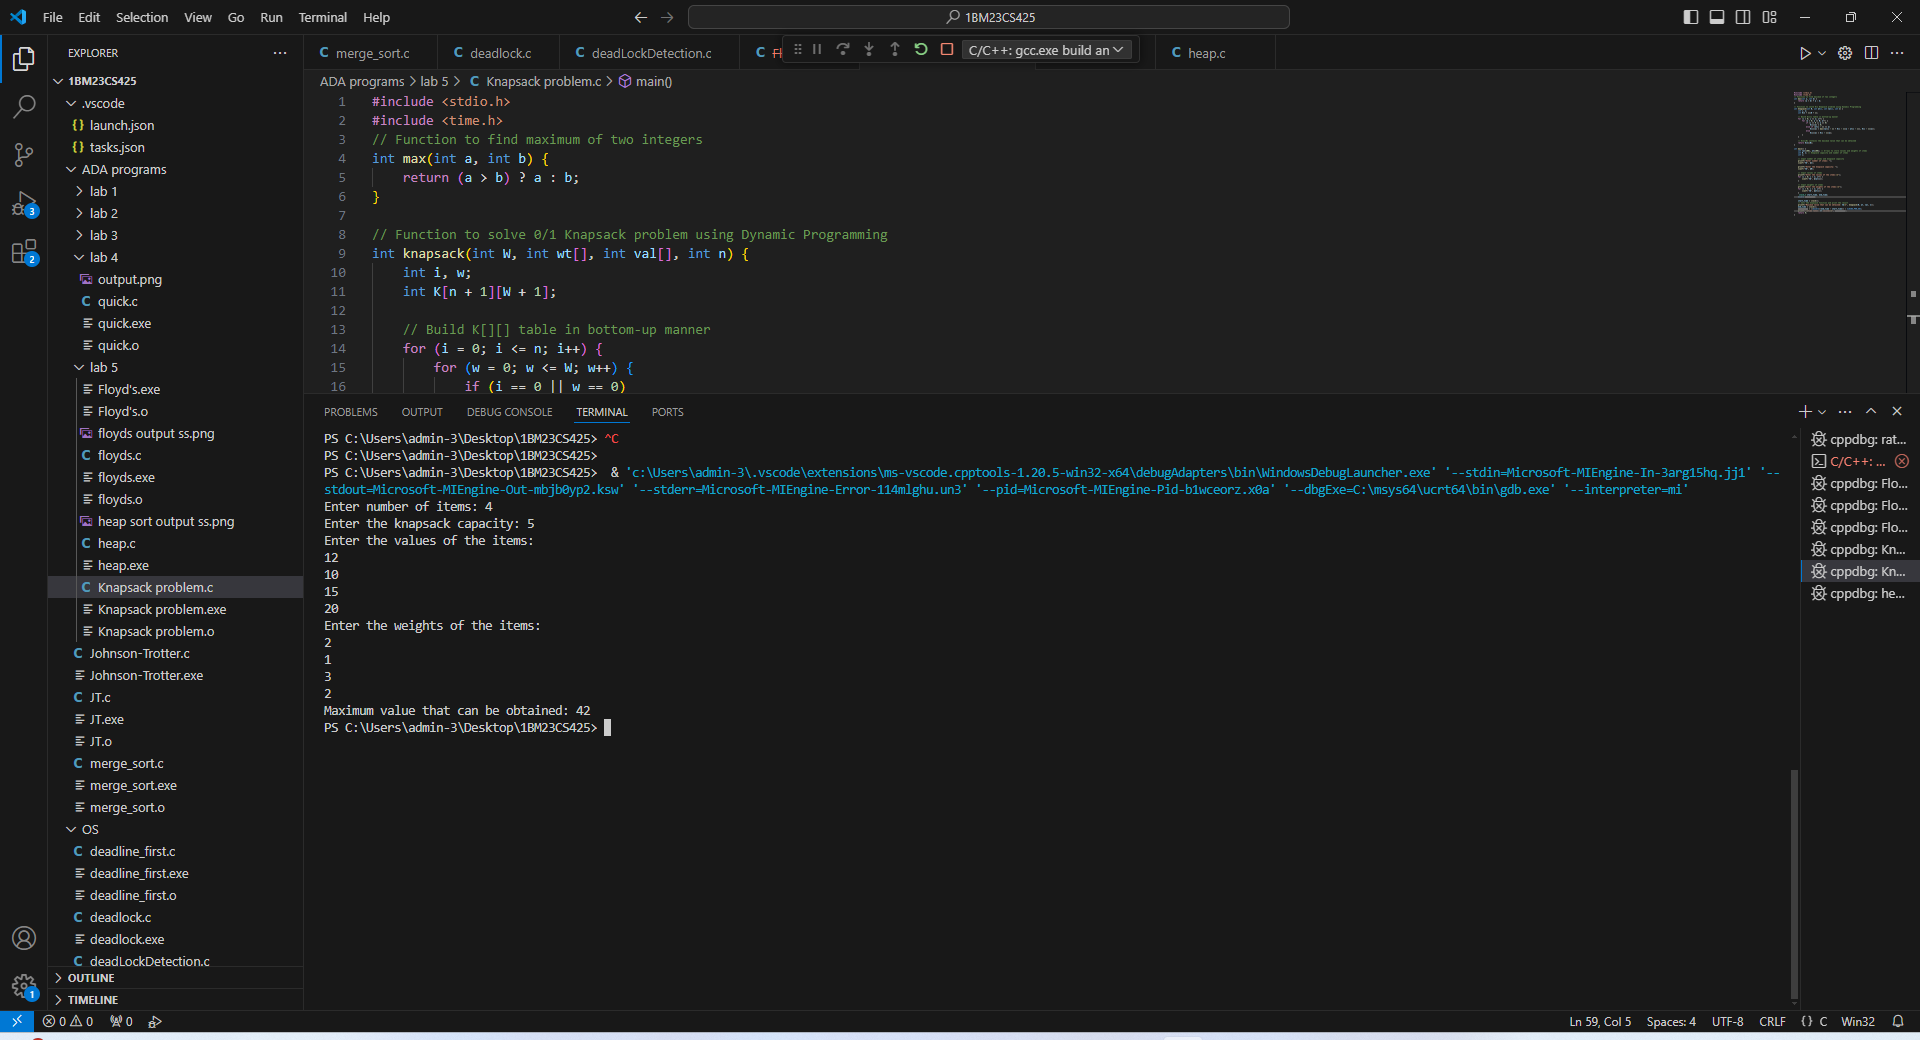 File Edit Selection View Go Run Terminal Help
1BM23CS425
EXPLORER
1BM23CS425
.vscode
launch.json
tasks.json
ADA programs
lab 1
lab 2
lab 3
lab 4
output.png
quick.c
quick.exe
quick.o
lab 5
Floyd's.exe
Floyd's.o
floyds output ss.png
floyds.c
floyds.exe
floyds.o
heap sort output ss.png
heap.c
heap.exe
Knapsack problem.c
Knapsack problem.exe
Knapsack problem.o
Johnson-Trotter.c
Johnson-Trotter.exe
JT.c
JT.exe
JT.o
merge_sort.c
merge_sort.exe
merge_sort.o
OS
deadline_first.c
deadline_first.exe
deadline_first.o
deadlock.c
deadlock.exe
deadLockDetection.c
OUTLINE
TIMELINE
3
2
1
merge_sort.c deadlock.c deadLockDetection.c C/C++: gcc.exe build an heap.c
ADA programs > lab 5 > C Knapsack problem.c > main()
1 #include <stdio.h>
2 #include <time.h>
3 // Function to find maximum of two integers
4 int max(int a, int b) {
5 return (a > b) ? a : b;
6 }
7
8 // Function to solve 0/1 Knapsack problem using Dynamic Programming
9 int knapsack(int W, int wt[], int val[], int n) {
10 int i, w;
11 int K[n + 1][W + 1];
12
13 // Build K[][] table in bottom-up manner
14 for (i = 0; i <= n; i++) {
15 for (w = 0; w <= W; w++) {
16 if (i == 0 || w == 0)
PROBLEMS OUTPUT DEBUG CONSOLE TERMINAL PORTS
PS C:\Users\admin-3\Desktop\1BM23CS425> ^C
PS C:\Users\admin-3\Desktop\1BM23CS425>
PS C:\Users\admin-3\Desktop\1BM23CS425> & 'c:\Users\admin-3\.vscode\extensions\ms-vscode.cpptools-1.20.5-win32-x64\debugAdapters\bin\WindowsDebugLauncher.exe' '--stdin=Microsoft-MIEngine-In-3arg15hq.jj1' '--
stdout=Microsoft-MIEngine-Out-mbjb0yp2.ksw' '--stderr=Microsoft-MIEngine-Error-114mlghu.un3' '--pid=Microsoft-MIEngine-Pid-b1wceorz.x0a' '--dbgExe=C:\msys64\ucrt64\bin\gdb.exe' '--interpreter=mi'
Enter number of items: 4
Enter the knapsack capacity: 5
Enter the values of the items:
12
10
15
20
Enter the weights of the items:
2
1
3
2
Maximum value that can be obtained: 42
PS C:\Users\admin-3\Desktop\1BM23CS425>
cppdbg: rat...
C/C++: ...
cppdbg: Flo...
cppdbg: Flo...
cppdbg: Flo...
cppdbg: Kn...
cppdbg: Kn...
cppdbg: he...
0 0 0
Ln 59, Col 5 Spaces: 4 UTF-8 CRLF {} C Win32